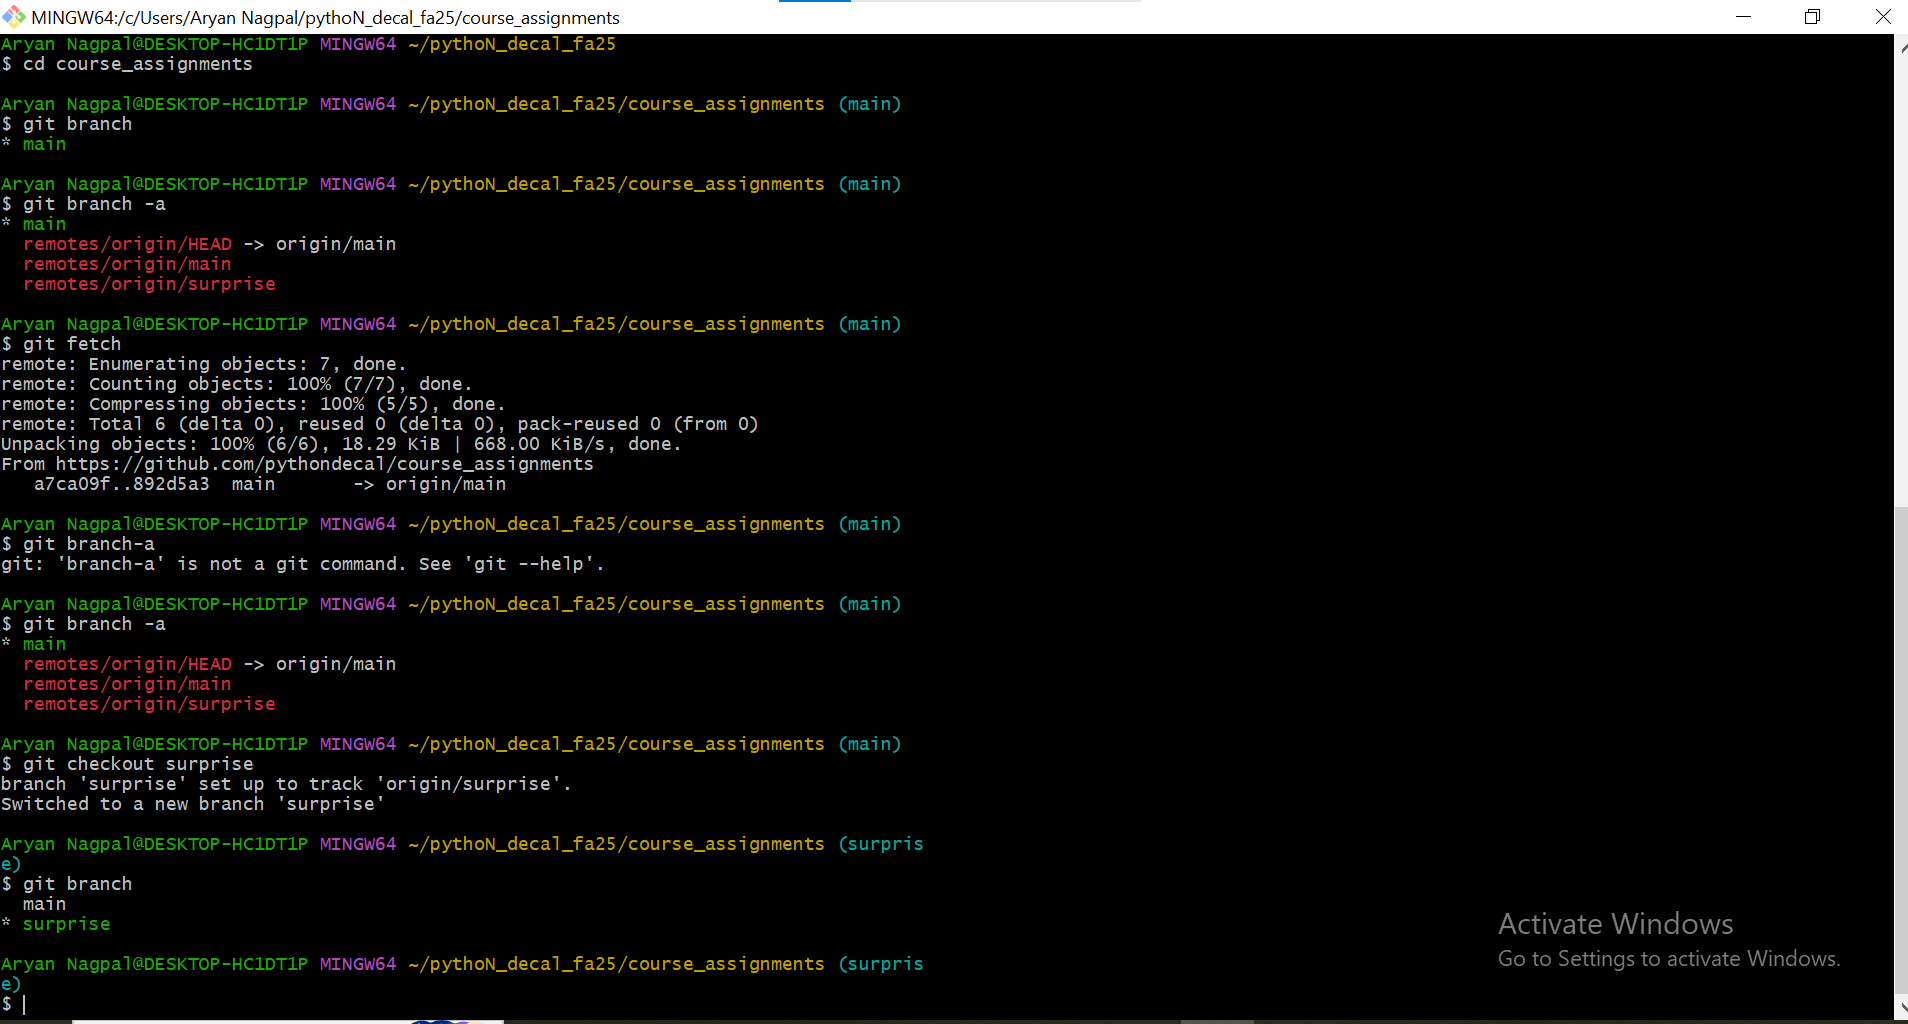 MINGW64:/c/Users/Aryan Nagpal/pythoN_decal_fa25/course_assignments
Aryan Nagpal@DESKTOP-HC1DT1P MINGW64 ~/pythoN_decal_fa25
$ cd course_assignments
Aryan Nagpal@DESKTOP-HC1DT1P MINGW64 ~/pythoN_decal_fa25/course_assignments (main)
$ git branch
* main
Aryan Nagpal@DESKTOP-HC1DT1P MINGW64 ~/pythoN_decal_fa25/course_assignments (main)
$ git branch -a
* main
  remotes/origin/HEAD -> origin/main
  remotes/origin/main
  remotes/origin/surprise
Aryan Nagpal@DESKTOP-HC1DT1P MINGW64 ~/pythoN_decal_fa25/course_assignments (main)
$ git fetch
remote: Enumerating objects: 7, done.
remote: Counting objects: 100% (7/7), done.
remote: Compressing objects: 100% (5/5), done.
remote: Total 6 (delta 0), reused 0 (delta 0), pack-reused 0 (from 0)
Unpacking objects: 100% (6/6), 18.29 KiB | 668.00 KiB/s, done.
From https://github.com/pythondecal/course_assignments
   a7ca09f..892d5a3  main       -> origin/main
Aryan Nagpal@DESKTOP-HC1DT1P MINGW64 ~/pythoN_decal_fa25/course_assignments (main)
$ git branch-a
git: 'branch-a' is not a git command. See 'git --help'.
Aryan Nagpal@DESKTOP-HC1DT1P MINGW64 ~/pythoN_decal_fa25/course_assignments (main)
$ git branch -a
* main
  remotes/origin/HEAD -> origin/main
  remotes/origin/main
  remotes/origin/surprise
Aryan Nagpal@DESKTOP-HC1DT1P MINGW64 ~/pythoN_decal_fa25/course_assignments (main)
$ git checkout surprise
branch 'surprise' set up to track 'origin/surprise'.
Switched to a new branch 'surprise'
Aryan Nagpal@DESKTOP-HC1DT1P MINGW64 ~/pythoN_decal_fa25/course_assignments (surpris
e)
$ git branch
  main
* surprise
Aryan Nagpal@DESKTOP-HC1DT1P MINGW64 ~/pythoN_decal_fa25/course_assignments (surpris
e)
$
Activate Windows
Go to Settings to activate Windows.